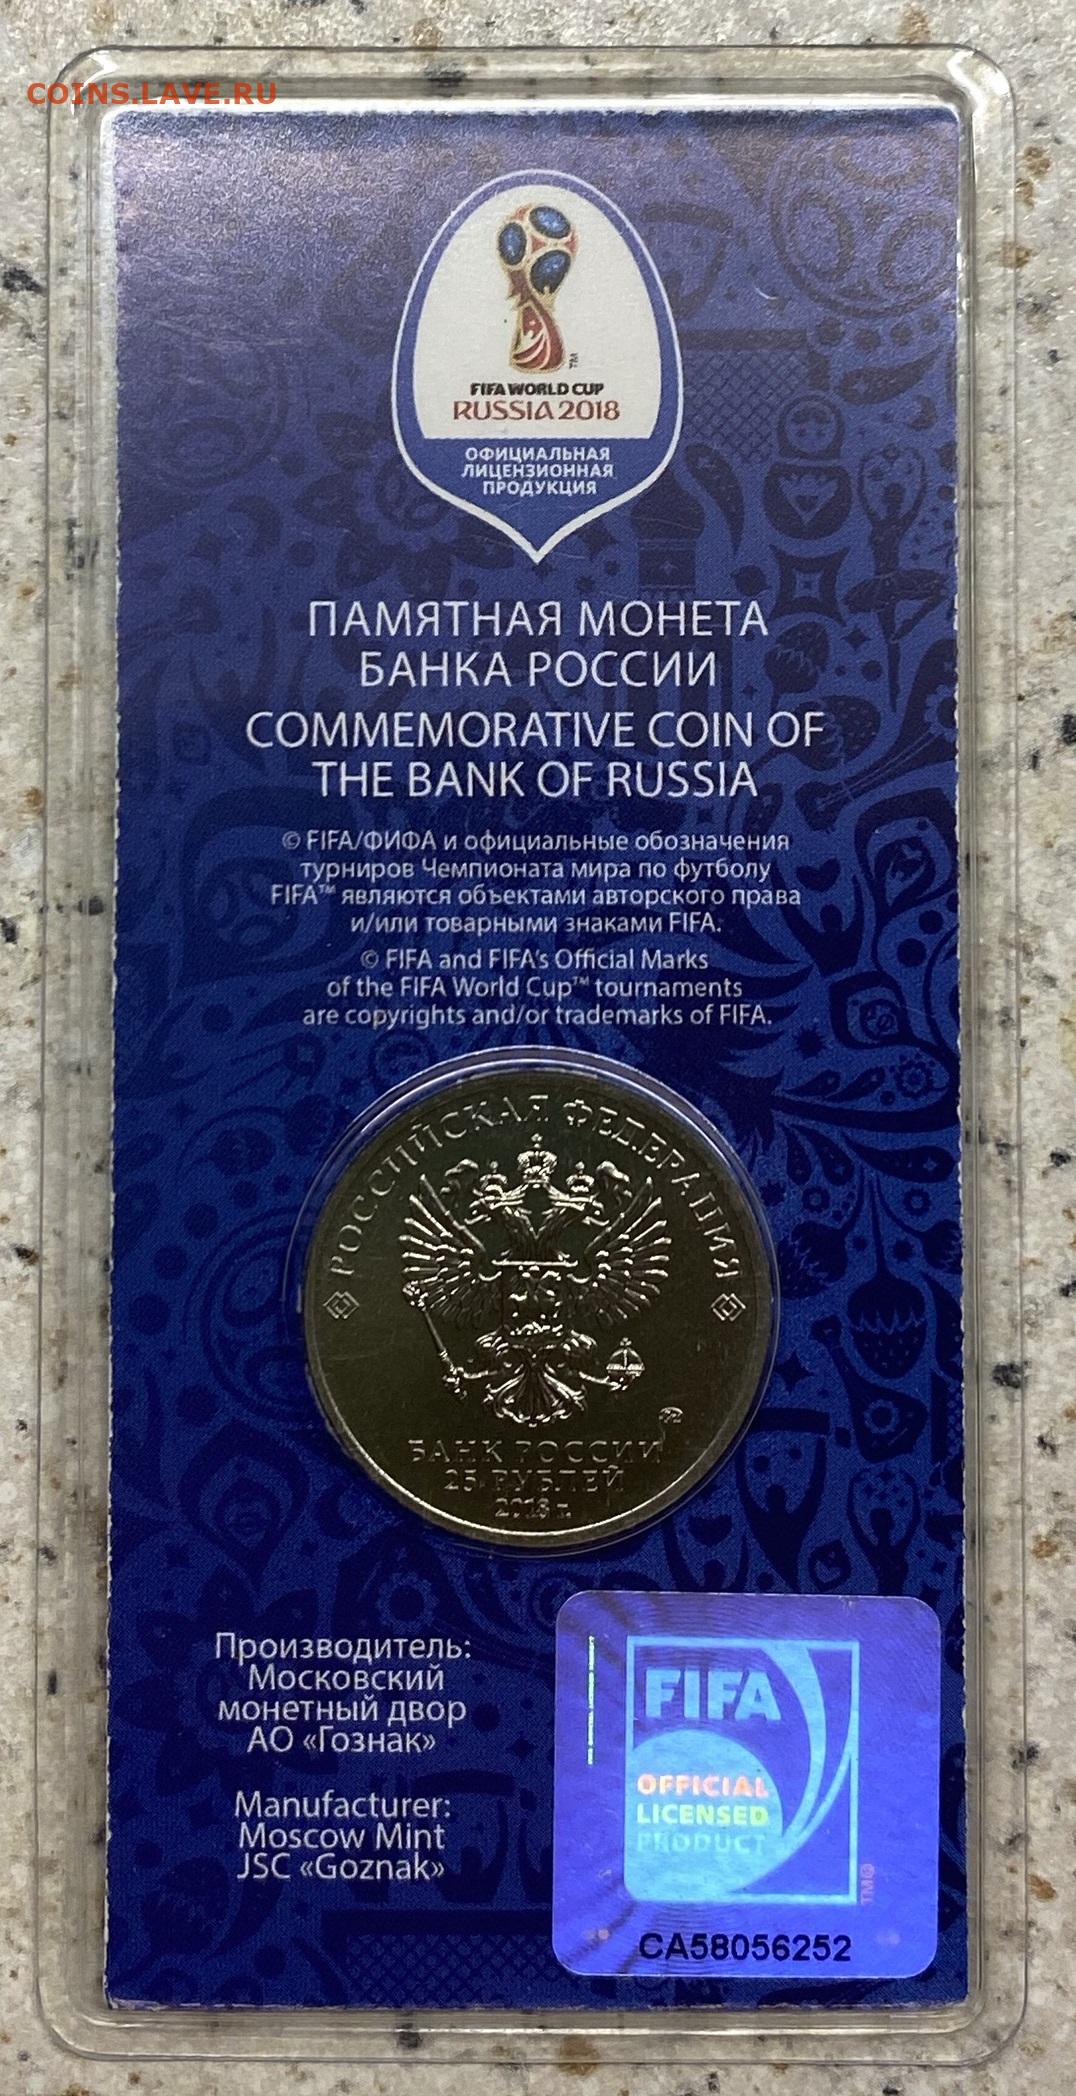 COINS.LAVE.RU
FIFA WORLD CUP
RUSSIA 2018
ОФИЦИАЛЬНАЯ
ЛИЦЕНЗИОННАЯ
ПРОДУКЦИЯ
ПАМЯТНАЯ МОНЕТА
БАНКА РОССИИ
COMMEMORATIVE COIN OF
THE BANK OF RUSSIA
© FIFA/ФИФА и официальные обозначения
турниров Чемпионата мира по футболу
FIFA™ являются объектами авторского права
и/или товарными знаками FIFA.
© FIFA and FIFA's Official Marks
of the FIFA World Cup™ tournaments
are copyrights and/or trademarks of FIFA.
РОССИЙСКАЯ ФЕДЕРАЦИЯ
БАНК РОССИИ
25 РУБЛЕЙ
2018 г.
Производитель:
Московский
монетный двор
АО «Гознак»
Manufacturer:
Moscow Mint
JSC «Goznak»
FIFA
OFFICIAL
LICENSED
PRODUCT
TM®
CA58056252